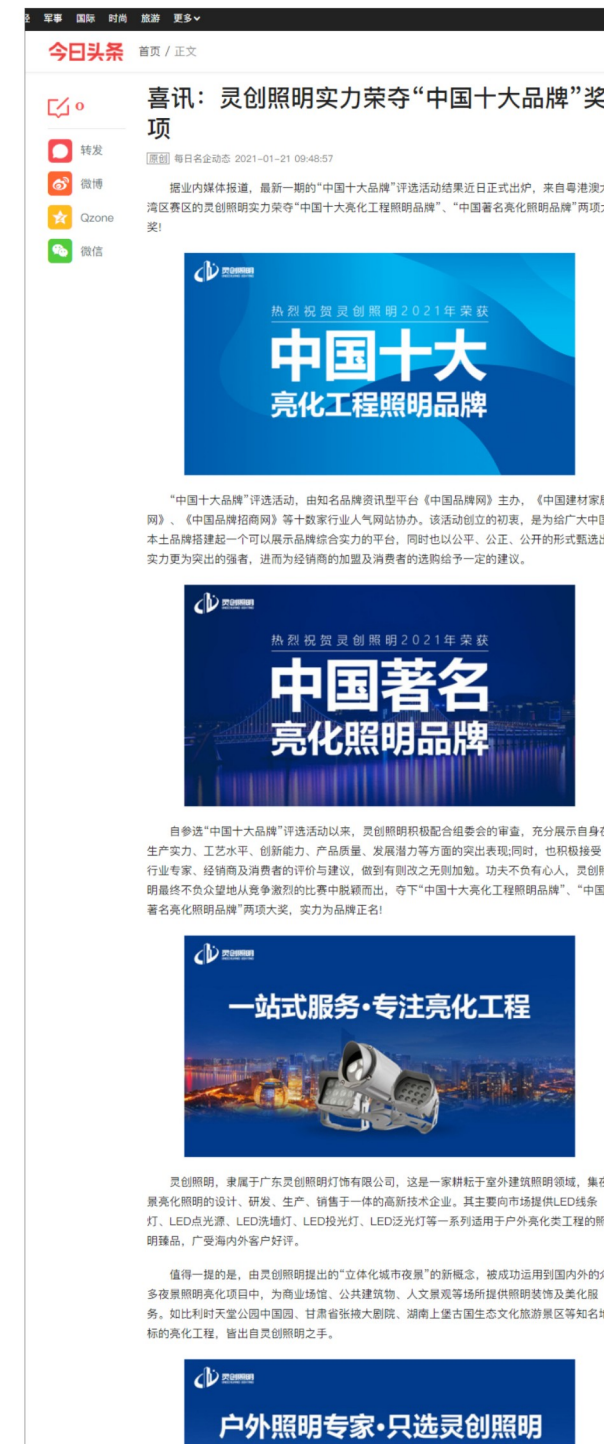 军事 国际 时尚 旅游 更多
今日头条 首页 / 正文
0
转发
微博
Qzone
微信
喜讯：灵创照明实力荣夺“中国十大品牌”奖
项
原创 每日名企动态 2021-01-21 09:48:57
据业内媒体报道，最新一期的“中国十大品牌”评选活动结果近日正式出炉，来自粤港澳大
湾区赛区的灵创照明实力荣夺“中国十大亮化工程照明品牌”、“中国著名亮化照明品牌”两项大
奖!
灵创照明
热烈祝贺灵创照明2021年荣获
中国十大
亮化工程照明品牌
“中国十大品牌”评选活动，由知名品牌资讯型平台《中国品牌网》主办，《中国建材家居
网》、《中国品牌招商网》等十数家行业人气网站协办。该活动创立的初衷，是为给广大中国
本土品牌搭建起一个可以展示品牌综合实力的平台，同时也以公平、公正、公开的形式甄选出
实力更为突出的强者，进而为经销商的加盟及消费者的选购给予一定的建议。
灵创照明
热烈祝贺灵创照明2021年荣获
中国著名
亮化照明品牌
自参选“中国十大品牌”评选活动以来，灵创照明积极配合组委会的审查，充分展示自身在
生产实力、工艺水平、创新能力、产品质量、发展潜力等方面的突出表现;同时，也积极接受
行业专家、经销商及消费者的评价与建议，做到有则改之无则加勉。功夫不负有心人，灵创照
明最终不负众望地从竞争激烈的比赛中脱颖而出，夺下“中国十大亮化工程照明品牌”、“中国
著名亮化照明品牌”两项大奖，实力为品牌正名!
灵创照明
一站式服务•专注亮化工程
灵创照明，隶属于广东灵创照明灯饰有限公司，这是一家耕耘于室外建筑照明领域，集夜
景亮化照明的设计、研发、生产、销售于一体的高新技术企业。其主要向市场提供LED线条
灯、LED点光源、LED洗墙灯、LED投光灯、LED泛光灯等一系列适用于户外亮化类工程的照
明臻品，广受海内外客户好评。
值得一提的是，由灵创照明提出的“立体化城市夜景”的新概念，被成功运用到国内外的众
多夜景照明亮化项目中，为商业场馆、公共建筑物、人文景观等场所提供照明装饰及美化服
务。如比利时天堂公园中国园、甘肃省张掖大剧院、湖南上堡古国生态文化旅游景区等知名地
标的亮化工程，皆出自灵创照明之手。
灵创照明
户外照明专家•只选灵创照明